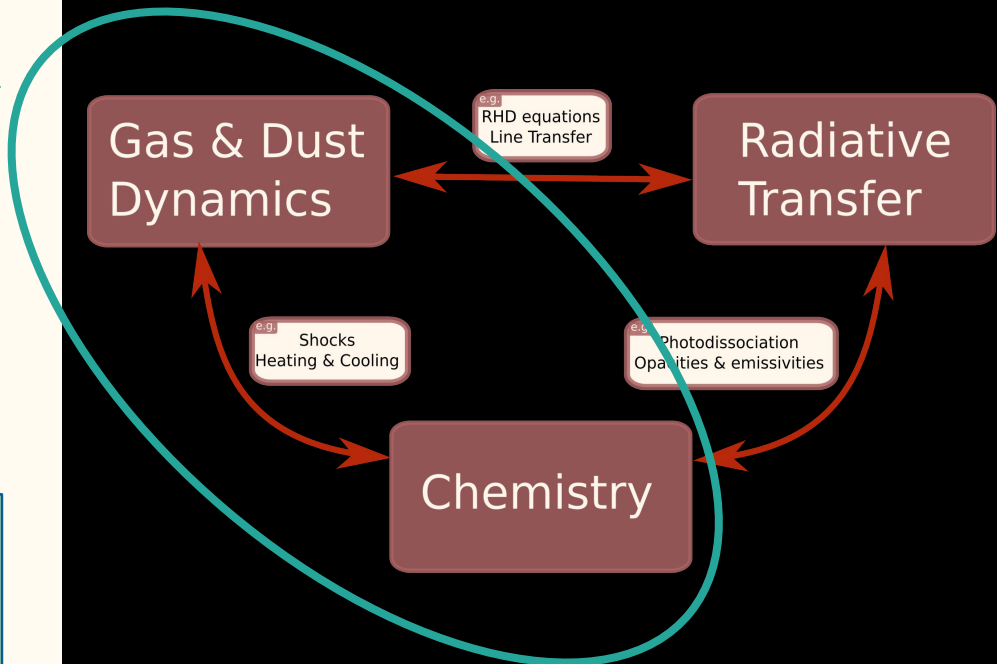 Gas & Dust
Dynamics
e.g.
RHD equations
Line Transfer
Radiative
Transfer
e.g.
Shocks
Heating & Cooling
e.g.
Photodissociation
Opacities & emissivities
Chemistry